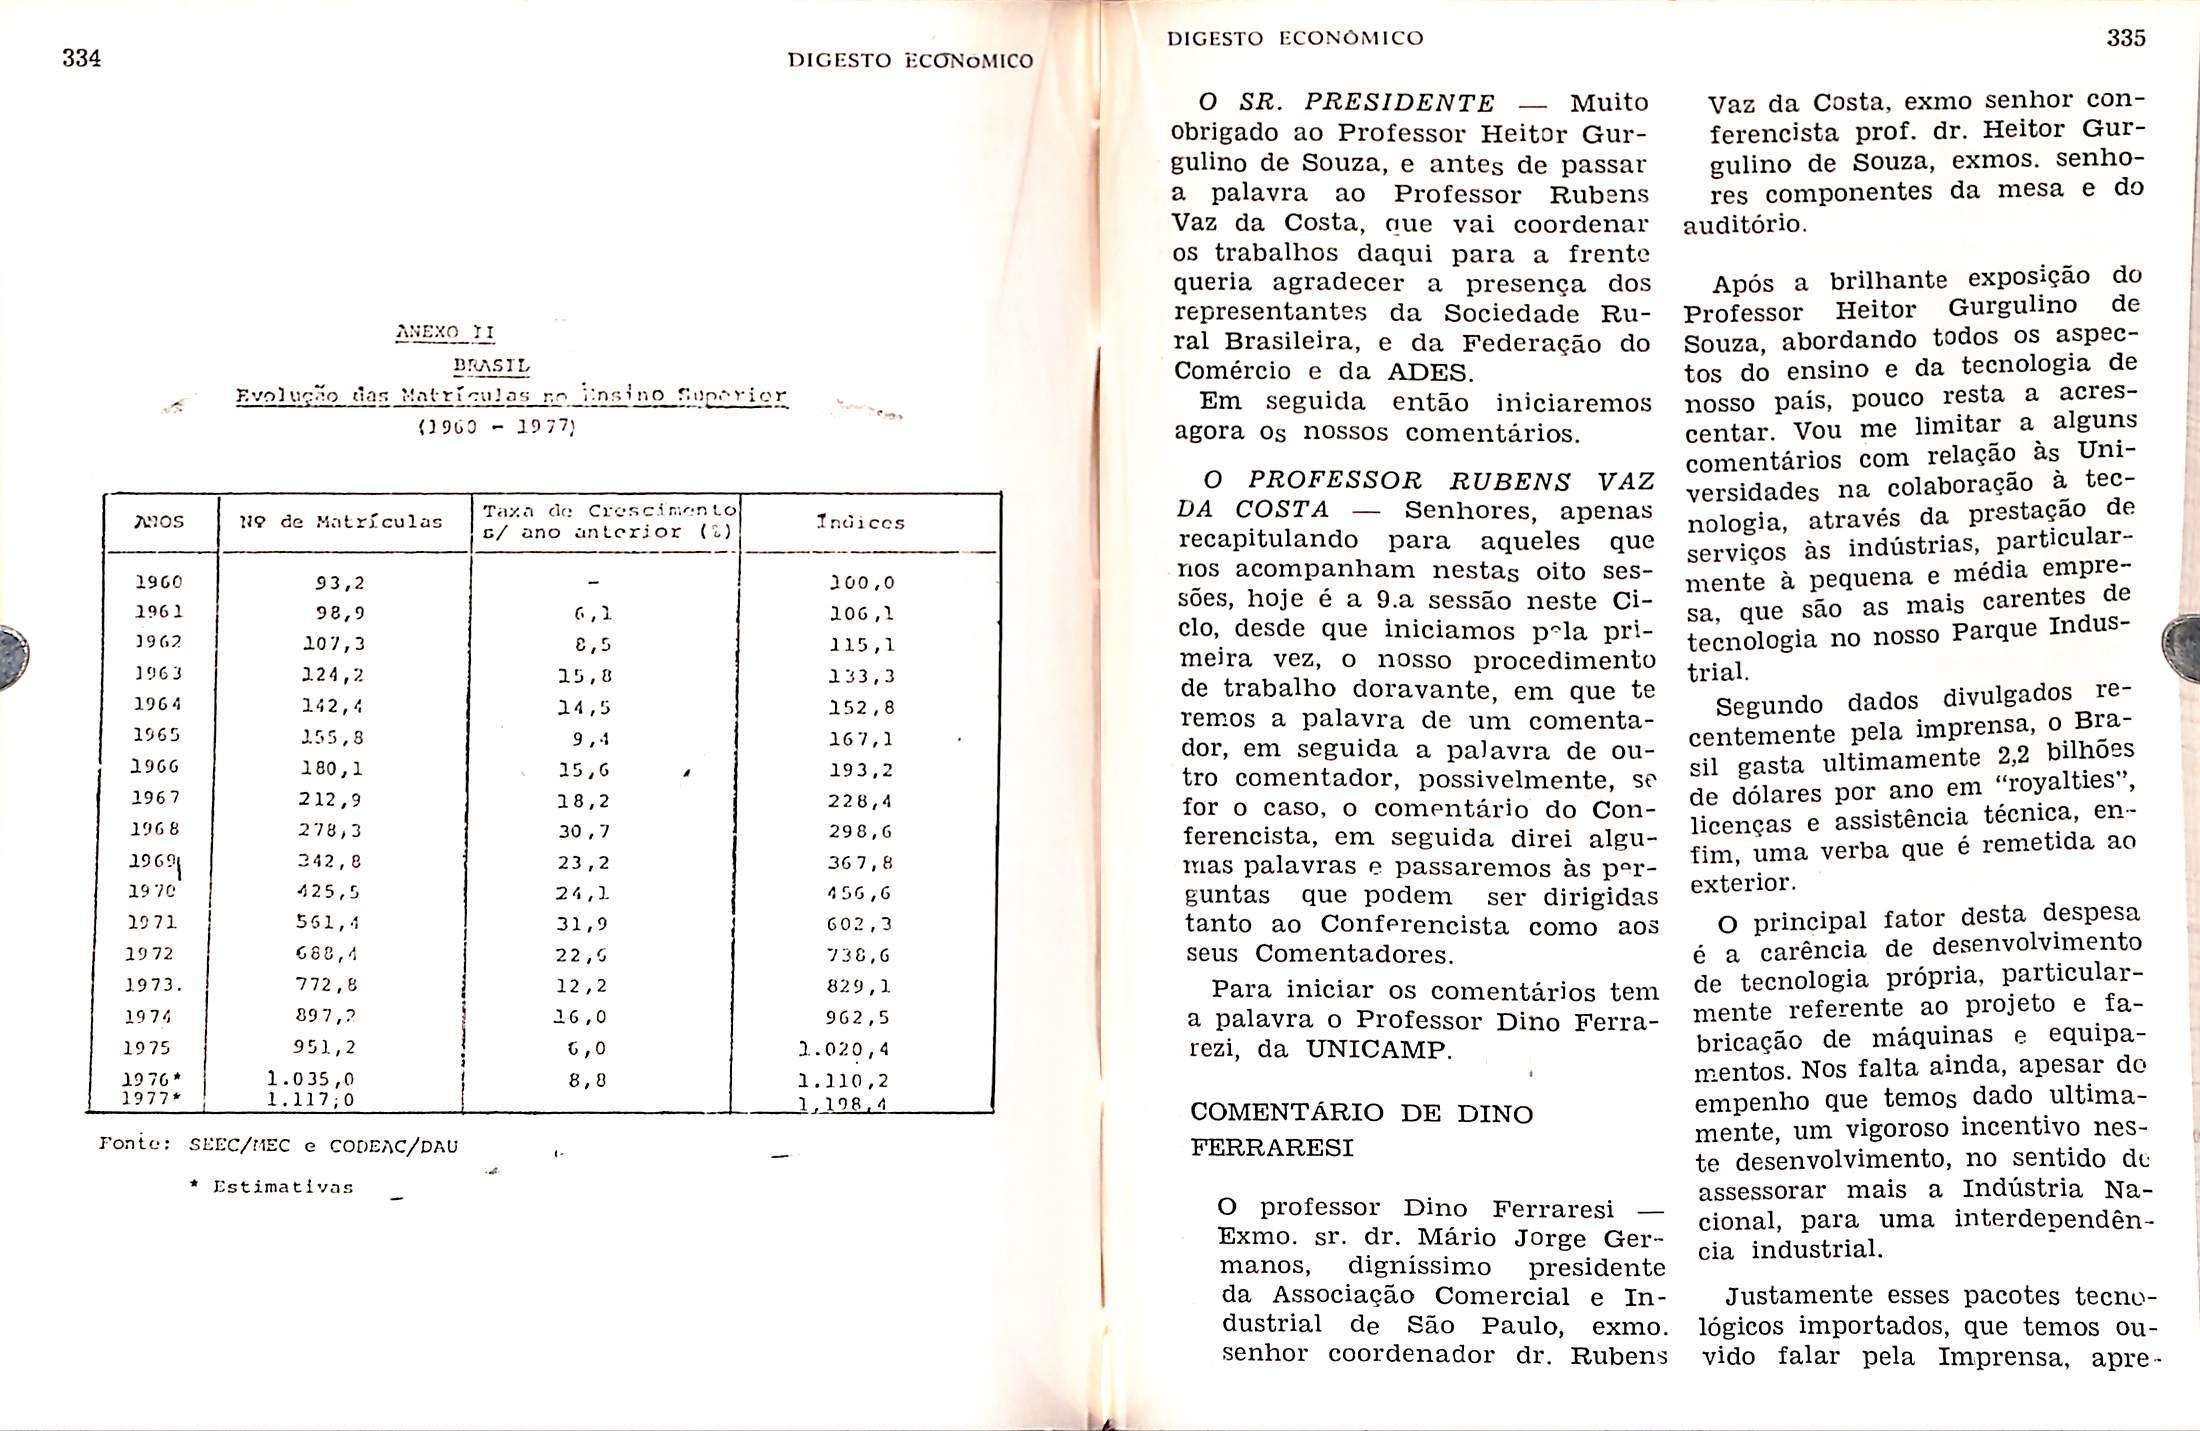 334
DIGESTO ECONÔMICO
ANEXO II
BRASIL
Evolução das Matrículas no Ensino Superior
(1960 - 1977)
ANOS Nº de Matrículas Taxa de Crescimento s/ ano anterior (%) Índices
1960 93,2 - 100,0
1961 98,9 6,1 106,1
1962 107,3 8,5 115,1
1963 124,2 15,8 133,3
1964 142,4 14,5 152,8
1965 155,8 9,4 167,1
1966 180,1 15,6 193,2
1967 212,9 18,2 228,4
1968 278,3 30,7 298,6
1969 342,8 23,2 367,8
1970 425,5 24,1 456,6
1971 561,4 31,9 602,3
1972 688,4 22,6 738,6
1973. 772,8 12,2 829,1
1974 897,2 16,0 962,5
1975 951,2 6,0 1.020,4
1976* 1.035,0 8,8 1.110,2
1977* 1.117;0 1,198,4
Fonte: SEEC/MEC e CODEAC/DAU
* Estimativas
DIGESTO ECONÔMICO
335
O SR. PRESIDENTE — Muito
obrigado ao Professor Heitor Gur-
gulino de Souza, e antes de passar
a palavra ao Professor Rubens
Vaz da Costa, que vai coordenar
os trabalhos daqui para a frente
queria agradecer a presença dos
representantes da Sociedade Ru-
ral Brasileira, e da Federação do
Comércio e da ADES.
Em seguida então iniciaremos
agora os nossos comentários.
O PROFESSOR RUBENS VAZ
DA COSTA — Senhores, apenas
recapitulando para aqueles que
nos acompanham nestas oito ses-
sões, hoje é a 9.a sessão neste Ci-
clo, desde que iniciamos pela pri-
meira vez, o nosso procedimento
de trabalho doravante, em que te
remos a palavra de um comenta-
dor, em seguida a palavra de ou-
tro comentador, possivelmente, se
for o caso, o comentário do Con-
ferencista, em seguida direi algu-
mas palavras e passaremos às per-
guntas que podem ser dirigidas
tanto ao Conferencista como aos
seus Comentadores.
Para iniciar os comentários tem
a palavra o Professor Dino Ferra-
rezi, da UNICAMP.
COMENTÁRIO DE DINO
FERRARESI
O professor Dino Ferraresi —
Exmo. sr. dr. Mário Jorge Ger-
manos, digníssimo presidente
da Associação Comercial e In-
dustrial de São Paulo, exmo.
senhor coordenador dr. Rubens
Vaz da Costa, exmo senhor con-
ferencista prof. dr. Heitor Gur-
gulino de Souza, exmos. senho-
res componentes da mesa e do
auditório.
Após a brilhante exposição do
Professor Heitor Gurgulino de
Souza, abordando todos os aspec-
tos do ensino e da tecnologia de
nosso país, pouco resta a acres-
centar. Vou me limitar a alguns
comentários com relação às Uni-
versidades na colaboração à tec-
nologia, através da prestação de
serviços às indústrias, particular-
mente à pequena e média empre-
sa, que são as mais carentes de
tecnologia no nosso Parque Indus-
trial.
Segundo dados divulgados re-
centemente pela imprensa, o Bra-
sil gasta ultimamente 2,2 bilhões
de dólares por ano em “royalties”,
licenças e assistência técnica, en-
fim, uma verba que é remetida ao
exterior.
O principal fator desta despesa
é a carência de desenvolvimento
de tecnologia própria, particular-
mente referente ao projeto e fa-
bricação de máquinas e equipa-
mentos. Nos falta ainda, apesar do
empenho que temos dado ultima-
mente, um vigoroso incentivo nes-
te desenvolvimento, no sentido de
assessorar mais a Indústria Na-
cional, para uma interdependên-
cia industrial.
Justamente esses pacotes tecno-
lógicos importados, que temos ou-
vido falar pela Imprensa, apre-